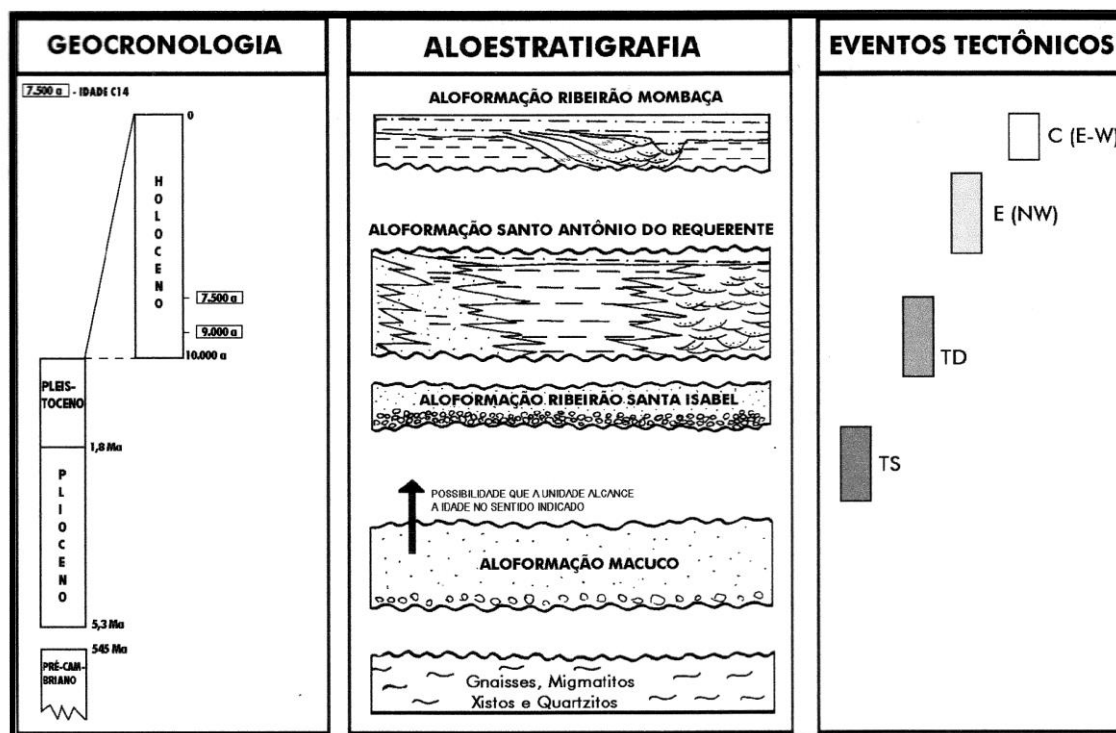 GEOCRONOLOGIA
7.500 a - IDADE C14
0
HOLOCENO
7.500 a
9.000 a
10.000 a
PLEIS-
TOCENO
1,8 Ma
PLIOCENO
5,3 Ma
545 Ma
PRÉ-CAM-
BRIANO
ALOESTRATIGRAFIA
ALOFORMAÇÃO RIBEIRÃO MOMBAÇA
ALOFORMAÇÃO SANTO ANTÔNIO DO REQUERENTE
ALOFORMAÇÃO RIBEIRÃO SANTA ISABEL
POSSIBILIDADE QUE A UNIDADE ALCANCE
A IDADE NO SENTIDO INDICADO
ALOFORMAÇÃO MACUCO
Gnaisses, Migmatitos
Xistos e Quartzitos
EVENTOS TECTÔNICOS
C (E-W)
E (NW)
TD
TS